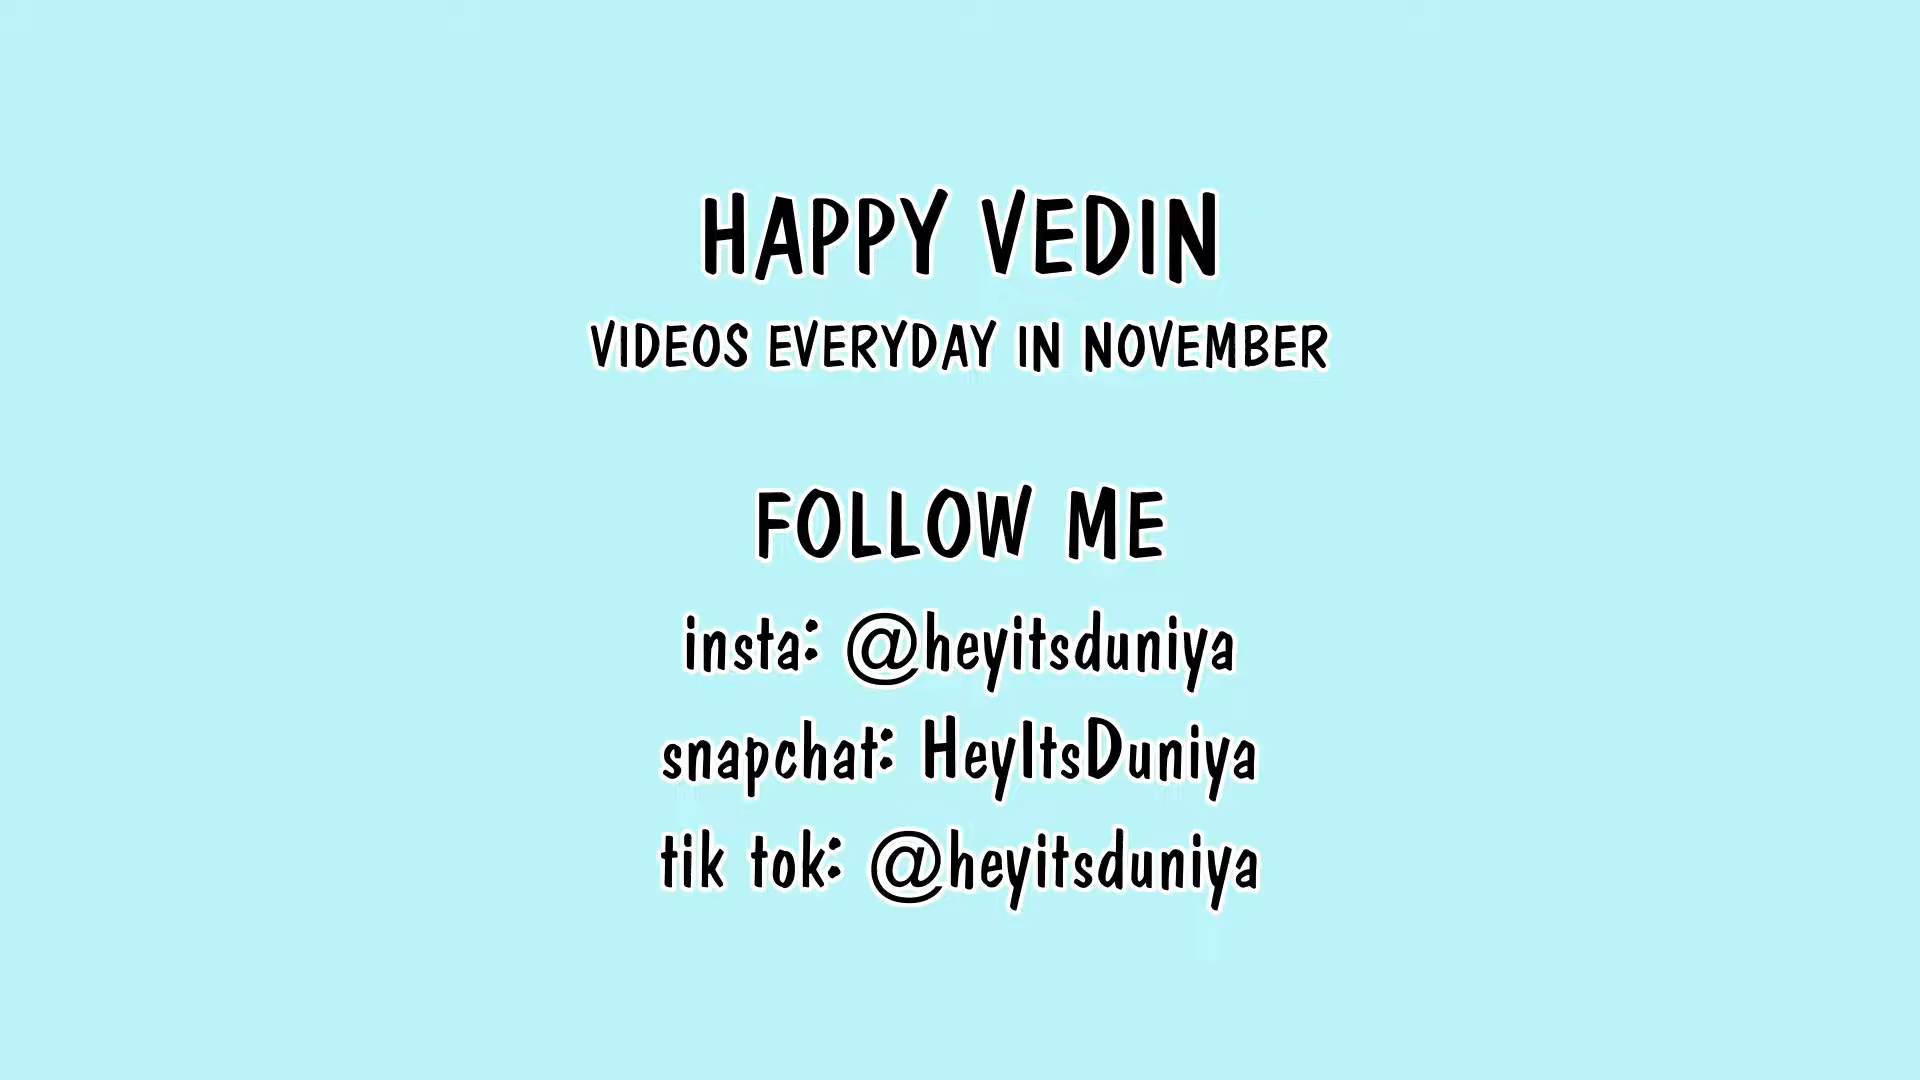 HAPPY VEDIN
VIDEOS EVERYDAY IN NOVEMBER
FOLLOW ME
insta: @heyitsduniya
snapchat: HeyItsDuniya
tik tok: @heyitsduniya